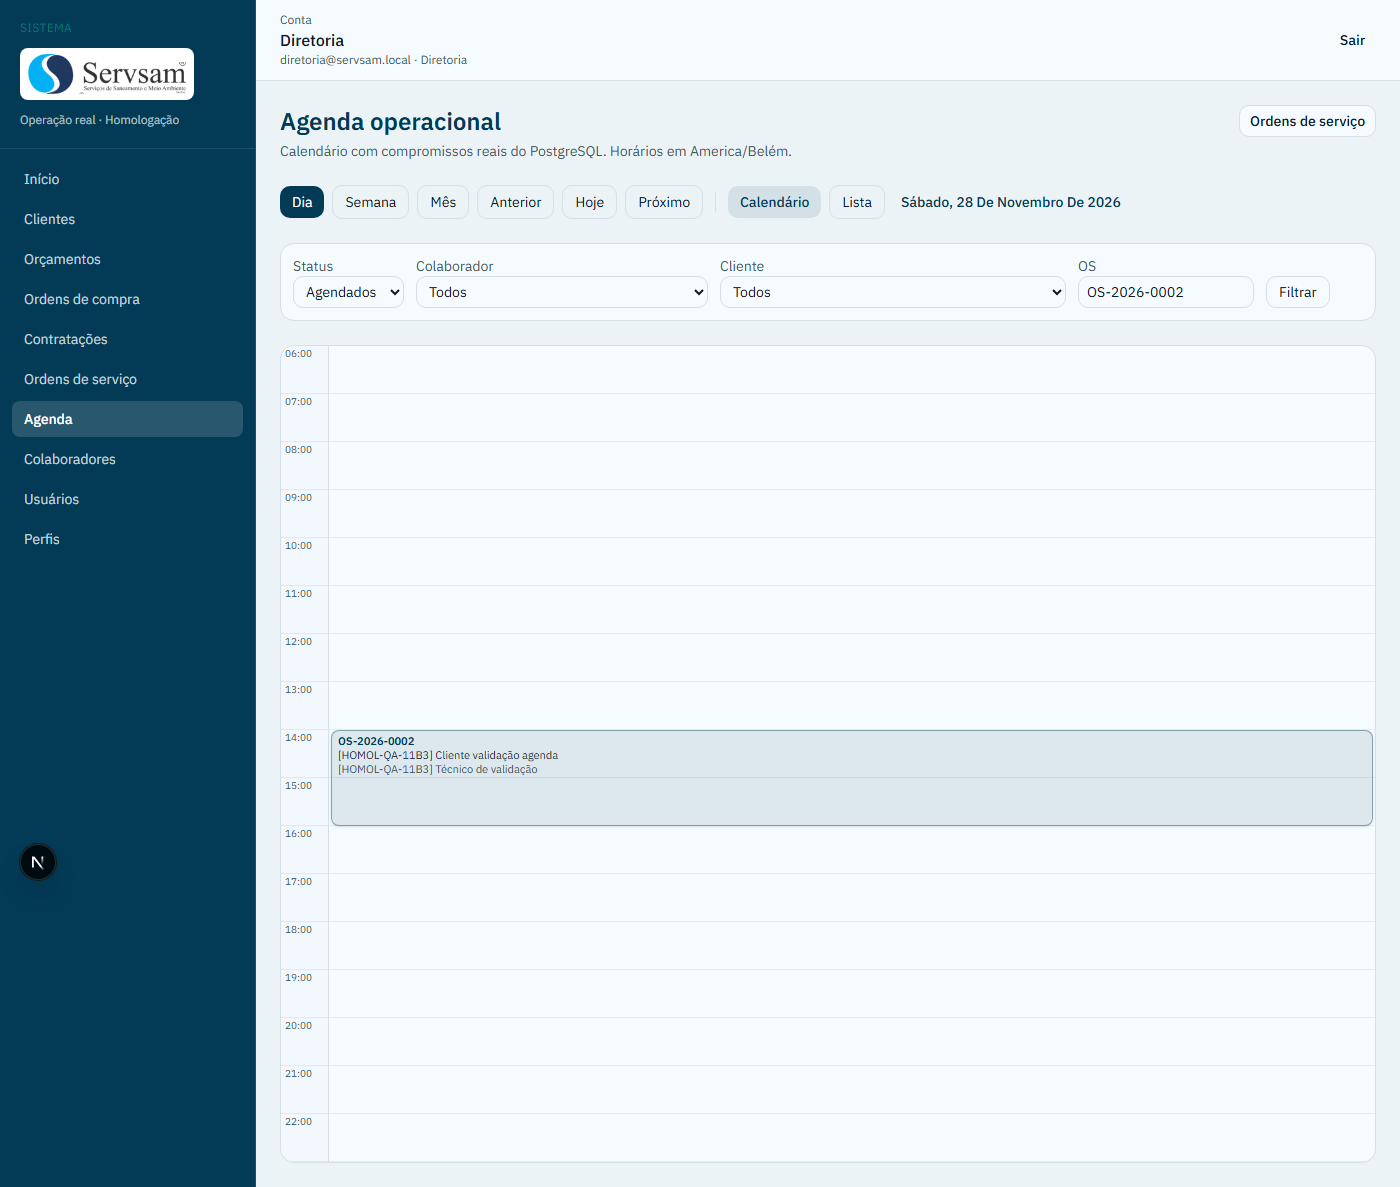 SISTEMA
Servsam
Serviços de Saneamento e Meio Ambiente
Operação real · Homologação
Início
Clientes
Orçamentos
Ordens de compra
Contratações
Ordens de serviço
Agenda
Colaboradores
Usuários
Perfis
N
Conta
Diretoria
diretoria@servsam.local · Diretoria
Sair
Agenda operacional
Ordens de serviço
Calendário com compromissos reais do PostgreSQL. Horários em America/Belém.
Dia Semana Mês Anterior Hoje Próximo Calendário Lista Sábado, 28 De Novembro De 2026
Status Colaborador Cliente OS
Agendados Todos Todos OS-2026-0002 Filtrar
06:00
07:00
08:00
09:00
10:00
11:00
12:00
13:00
14:00
OS-2026-0002
[HOMOL-QA-11B3] Cliente validação agenda
[HOMOL-QA-11B3] Técnico de validação
15:00
16:00
17:00
18:00
19:00
20:00
21:00
22:00